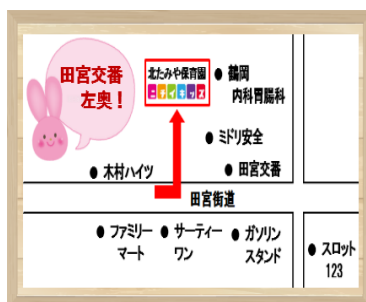 田宮交番
左奥！
北たみや保育園
ニチイキッズ
● 鶴岡
内科胃腸科
● ミドリ安全
● 木村ハイツ
● 田宮交番
田宮街道
● ファミリー
マート
● サーティー
ワン
● ガソリン
スタンド
● スロット
123